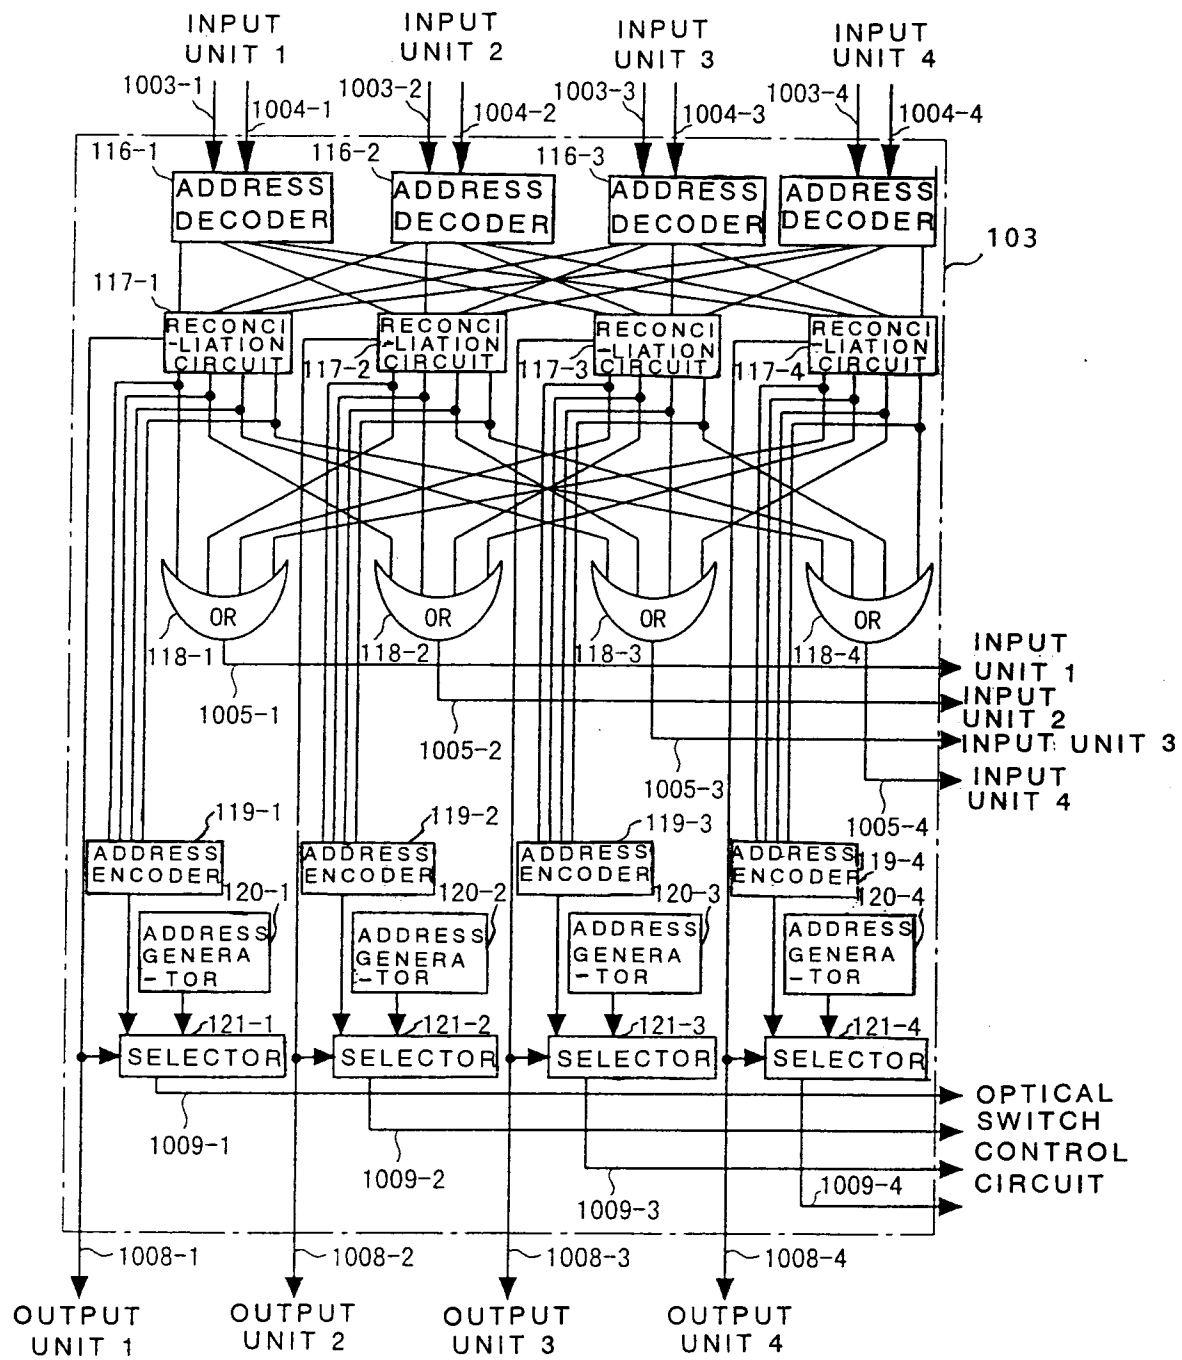 INPUT
UNIT 1
INPUT
UNIT 2
INPUT
UNIT 3
INPUT
UNIT 4
1003-1
1004-1
1003-2
1004-2
1003-3
1004-3
1003-4
1004-4
116-1
116-2
116-3
ADDRESS
DECODER
ADDRESS
DECODER
ADDRESS
DECODER
ADDRESS
DECODER
103
117-1
RECONCI
-LIATION
CIRCUIT
117-2
RECONCI
-LIATION
CIRCUIT
117-3
RECONCI
-LIATION
CIRCUIT
117-4
RECONCI
-LIATION
CIRCUIT
OR
OR
OR
OR
118-1
118-2
118-3
118-4
INPUT
UNIT 1
1005-1
INPUT
UNIT 2
1005-2
INPUT UNIT 3
1005-3
INPUT
UNIT 4
1005-4
119-1
119-2
119-3
119-4
ADDRESS
ENCODER
ADDRESS
ENCODER
ADDRESS
ENCODER
ADDRESS
ENCODER
120-1
120-2
120-3
120-4
ADDRESS
GENERA
-TOR
ADDRESS
GENERA
-TOR
ADDRESS
GENERA
-TOR
ADDRESS
GENERA
-TOR
121-1
121-2
121-3
121-4
SELECTOR
SELECTOR
SELECTOR
SELECTOR
OPTICAL
SWITCH
CONTROL
CIRCUIT
1009-1
1009-2
1009-3
1009-4
1008-1
1008-2
1008-3
1008-4
OUTPUT
UNIT 1
OUTPUT
UNIT 2
OUTPUT
UNIT 3
OUTPUT
UNIT 4